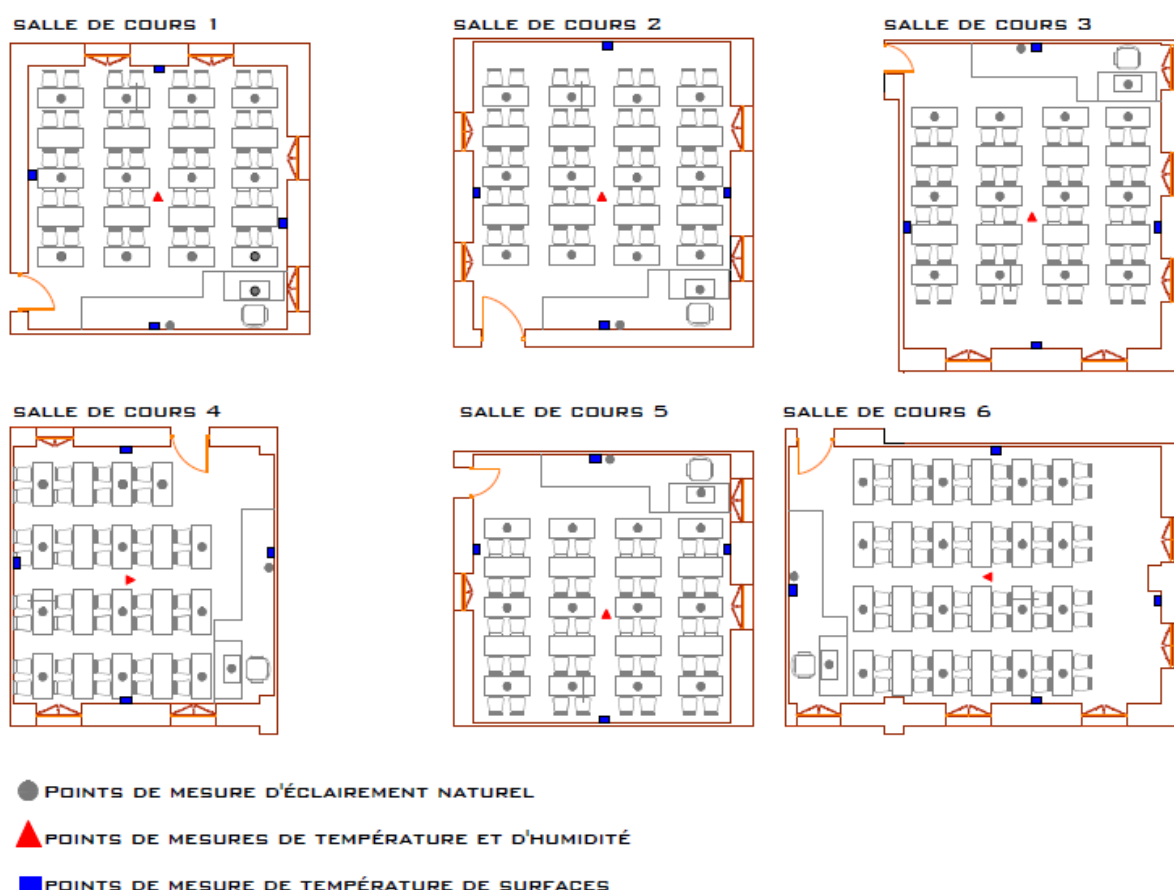 SALLE DE COURS 1
SALLE DE COURS 2
SALLE DE COURS 3
SALLE DE COURS 4
SALLE DE COURS 5
SALLE DE COURS 6
POINTS DE MESURE D'ÉCLAIREMENT NATUREL
POINTS DE MESURES DE TEMPÉRATURE ET D'HUMIDITÉ
POINTS DE MESURE DE TEMPÉRATURE DE SURFACES